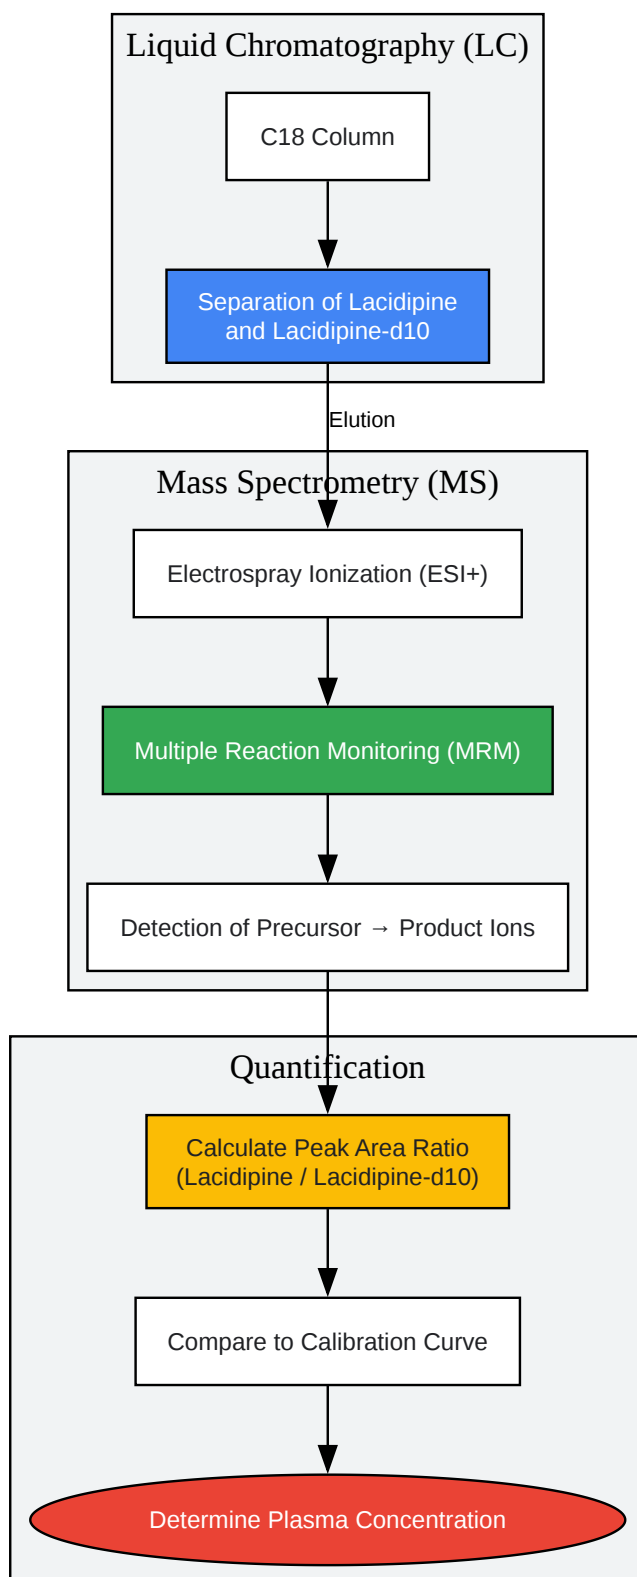 Liquid Chromatography (LC)
C18 Column
Separation of Lacidipine
and Lacidipine-d10
Elution
Mass Spectrometry (MS)
Electrospray Ionization (ESI+)
Multiple Reaction Monitoring (MRM)
Detection of Precursor → Product Ions
Quantification
Calculate Peak Area Ratio
(Lacidipine / Lacidipine-d10)
Compare to Calibration Curve
Determine Plasma Concentration